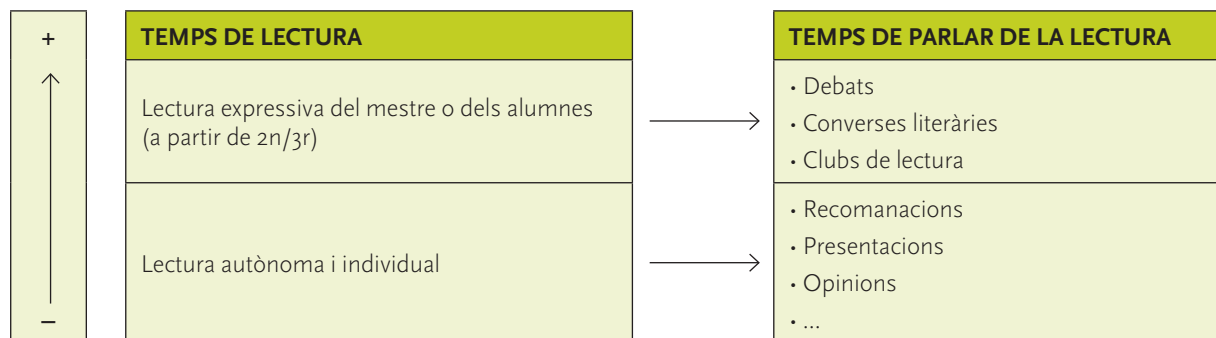 +
–
TEMPS DE LECTURA
Lectura expressiva del mestre o dels alumnes
(a partir de 2n/3r)
Lectura autònoma i individual
TEMPS DE PARLAR DE LA LECTURA
• Debats
• Converses literàries
• Clubs de lectura
• Recomanacions
• Presentacions
• Opinions
• ...